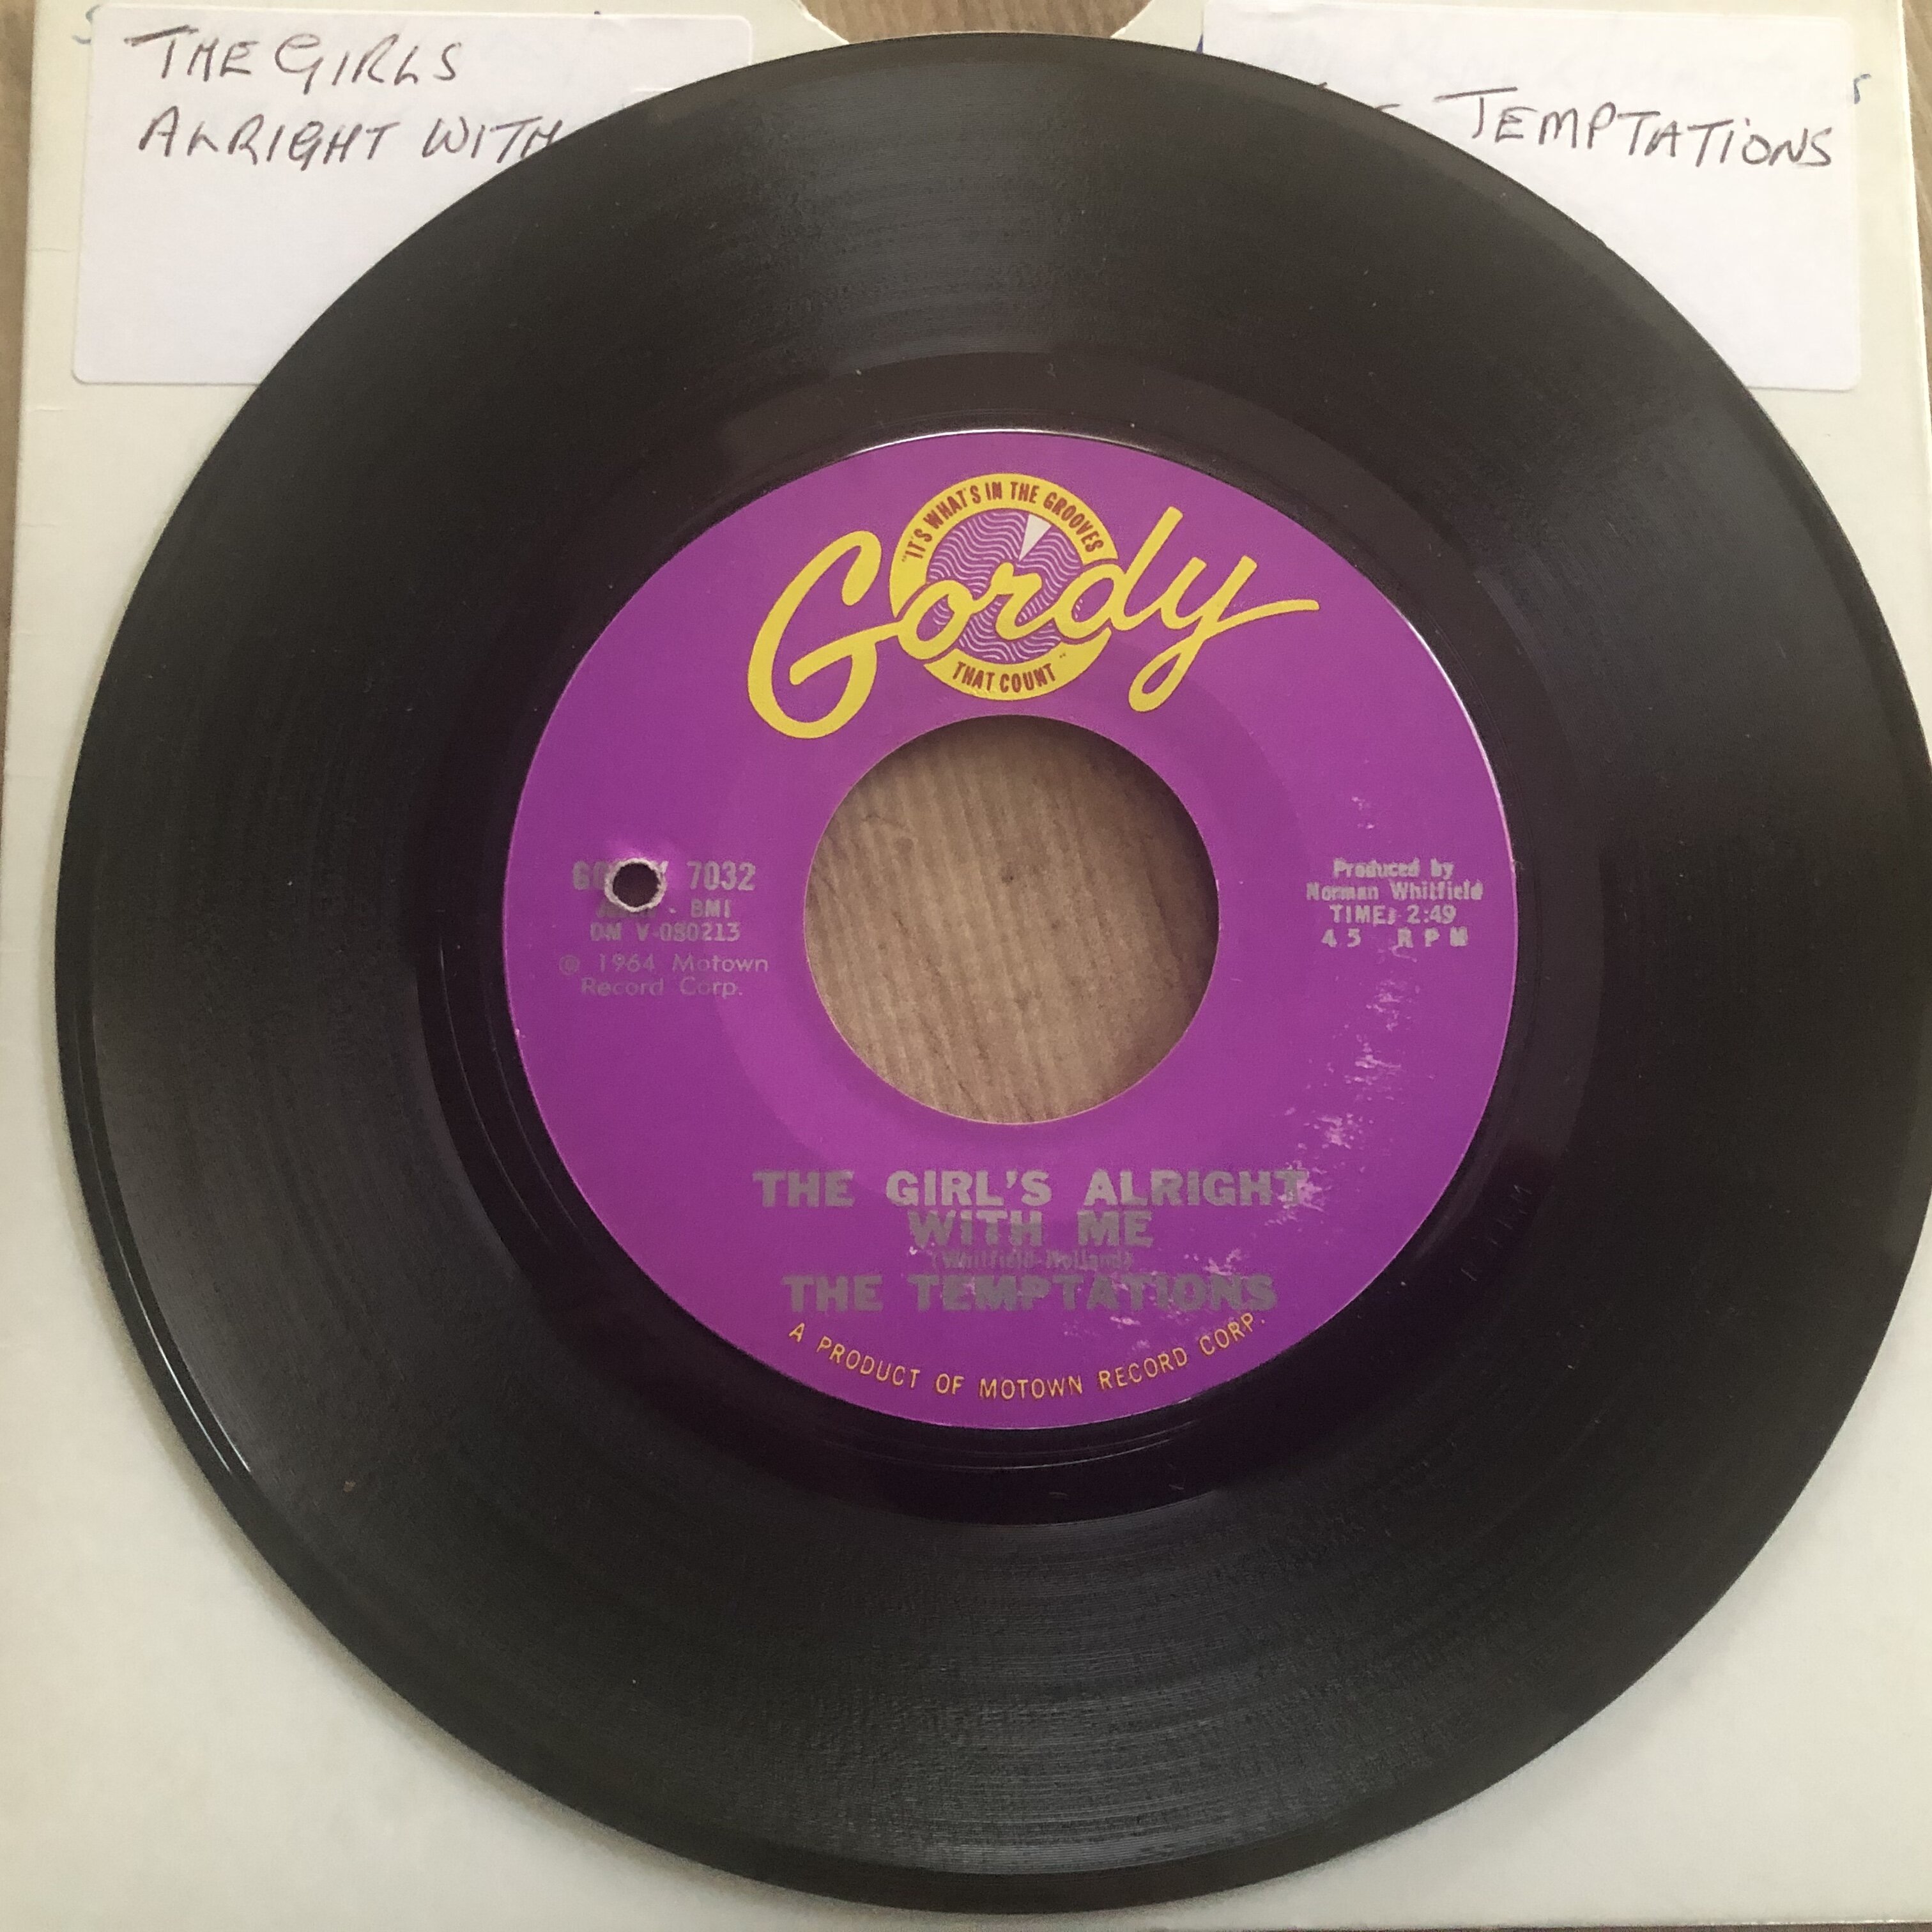 THE GIRLS
ALRIGHT WITH
TEMPTATIONS
"IT'S WHAT'S IN THE GROOVES
Gordy
THAT COUNT"
7032
- BMI
DM V-080213
℗ 1964 Motown
Record Corp.
Produced by
Norman Whitfield
TIME: 2:49
45 RPM
THE GIRL'S ALRIGHT
WITH ME
(Whitfield-Holland)
THE TEMPTATIONS
A PRODUCT OF MOTOWN RECORD CORP.